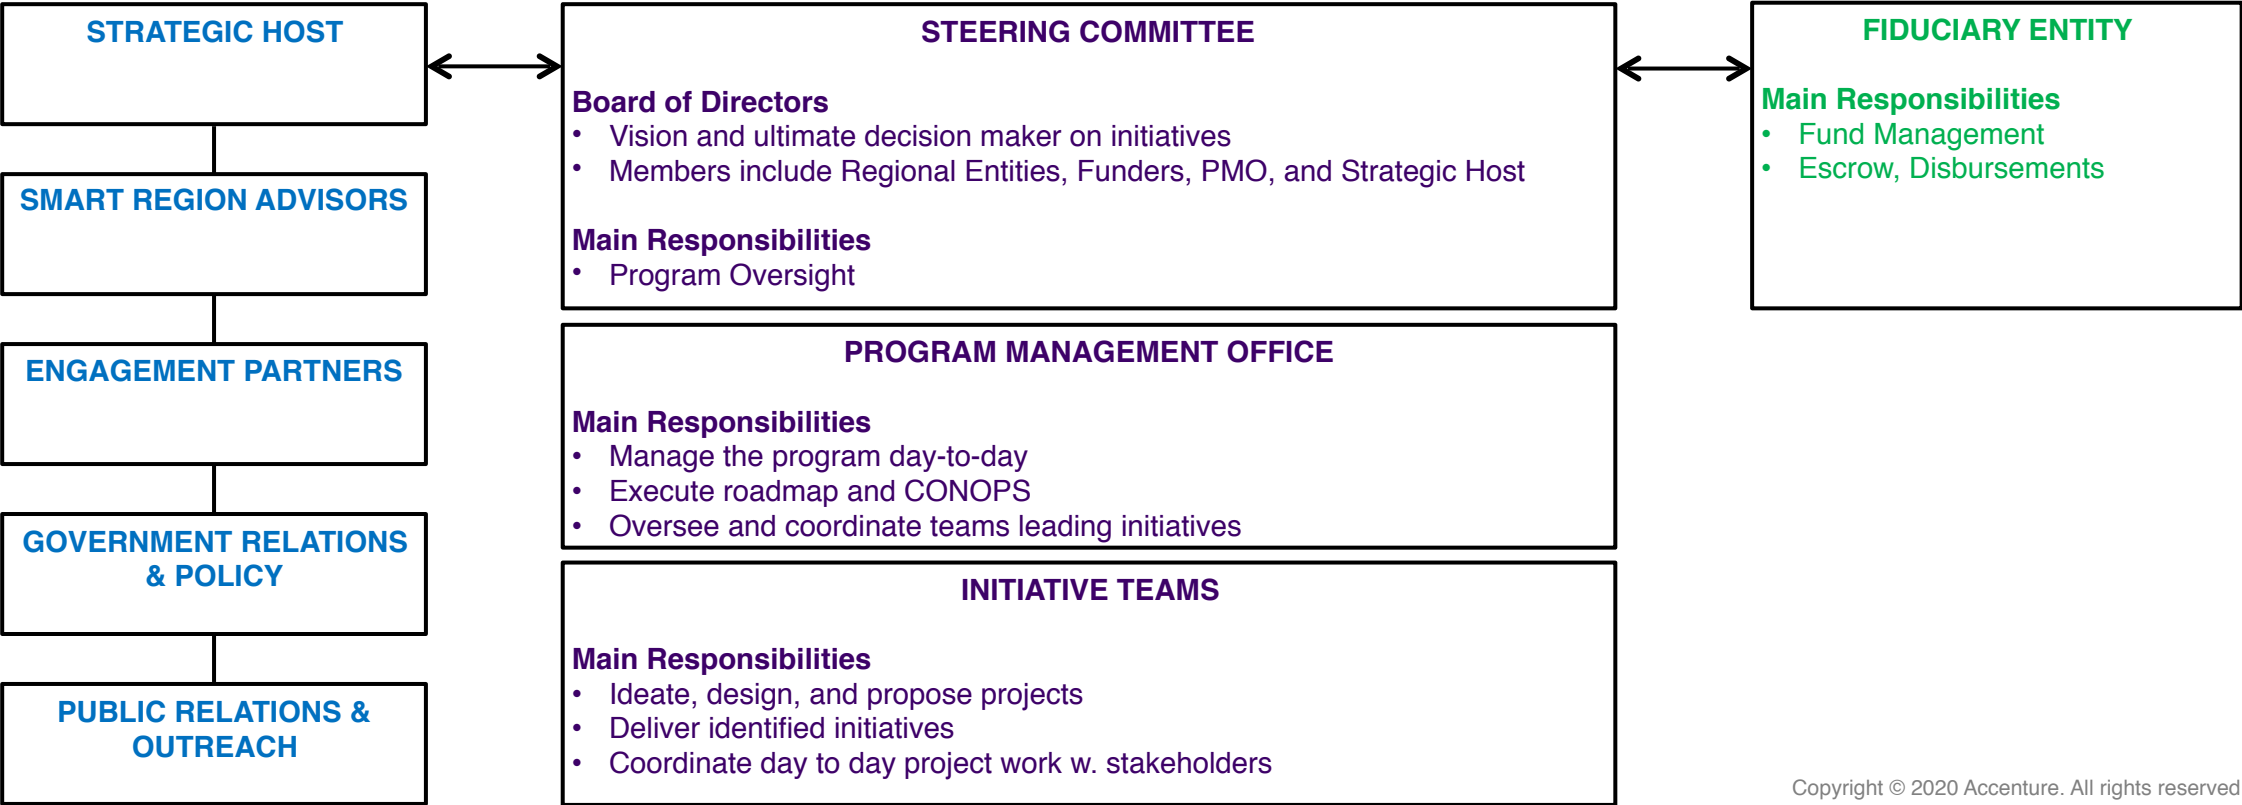 STRATEGIC HOST
SMART REGION ADVISORS
ENGAGEMENT PARTNERS
GOVERNMENT RELATIONS
& POLICY
PUBLIC RELATIONS &
OUTREACH
STEERING COMMITTEE
Board of Directors
• Vision and ultimate decision maker on initiatives
• Members include Regional Entities, Funders, PMO, and Strategic Host
Main Responsibilities
• Program Oversight
PROGRAM MANAGEMENT OFFICE
Main Responsibilities
• Manage the program day-to-day
• Execute roadmap and CONOPS
• Oversee and coordinate teams leading initiatives
INITIATIVE TEAMS
Main Responsibilities
• Ideate, design, and propose projects
• Deliver identified initiatives
• Coordinate day to day project work w. stakeholders
FIDUCIARY ENTITY
Main Responsibilities
• Fund Management
• Escrow, Disbursements
Copyright © 2020 Accenture. All rights reserved